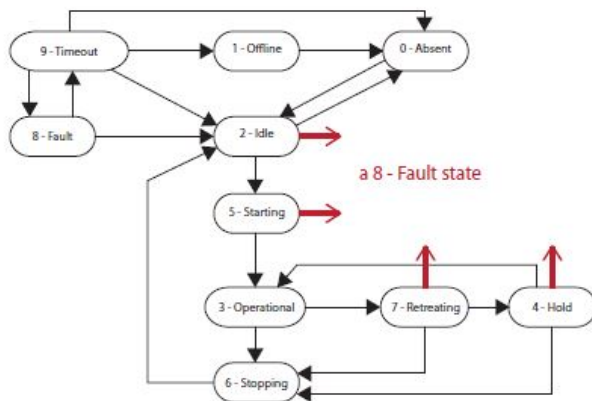 9 - Timeout
1 - Offline
0 - Absent
8 - Fault
2 - Idle
a 8 - Fault state
5 - Starting
3 - Operational
7 - Retreating
4 - Hold
6 - Stopping